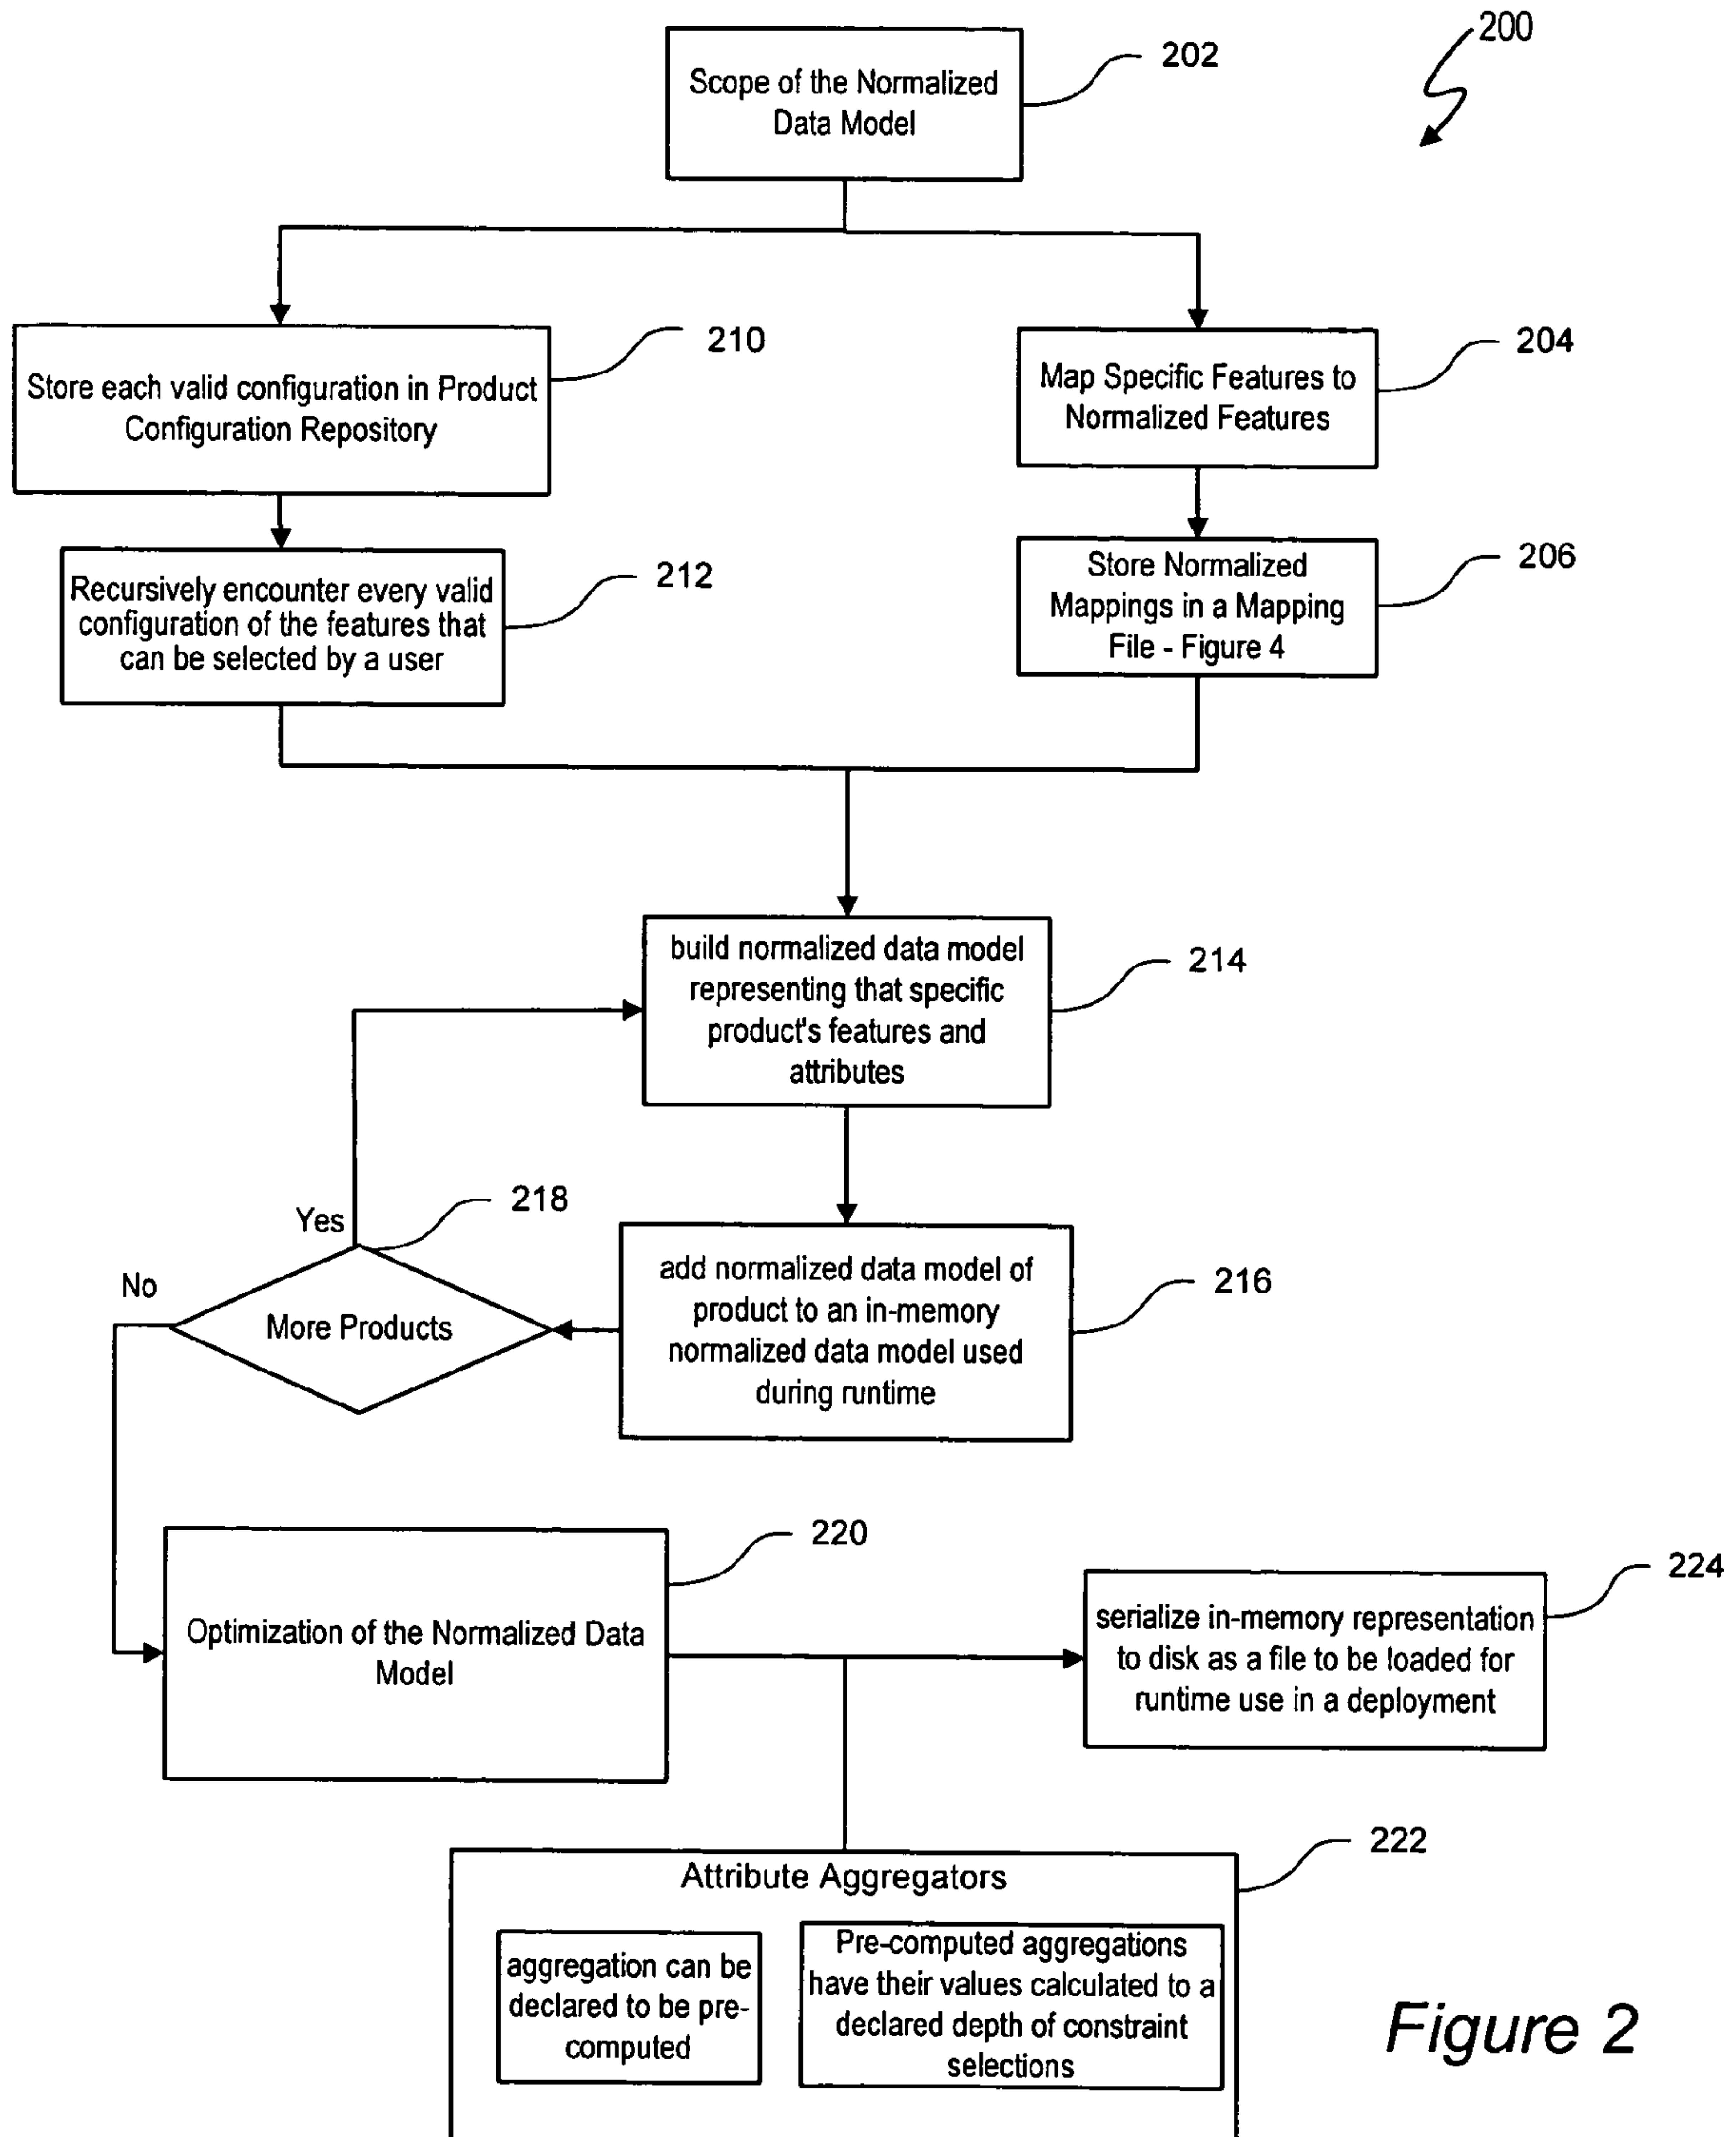 200
Scope of the Normalized
Data Model
202
Store each valid configuration in Product
Configuration Repository
210
Map Specific Features to
Normalized Features
204
Recursively encounter every valid
configuration of the features that
can be selected by a user
212
Store Normalized
Mappings in a Mapping
File - Figure 4
206
build normalized data model
representing that specific
product's features and
attributes
214
add normalized data model of
product to an in-memory
normalized data model used
during runtime
216
More Products
218
Yes
No
Optimization of the Normalized Data
Model
220
serialize in-memory representation
to disk as a file to be loaded for
runtime use in a deployment
224
Attribute Aggregators
222
aggregation can be
declared to be pre-
computed
Pre-computed aggregations
have their values calculated to a
declared depth of constraint
selections
Figure 2